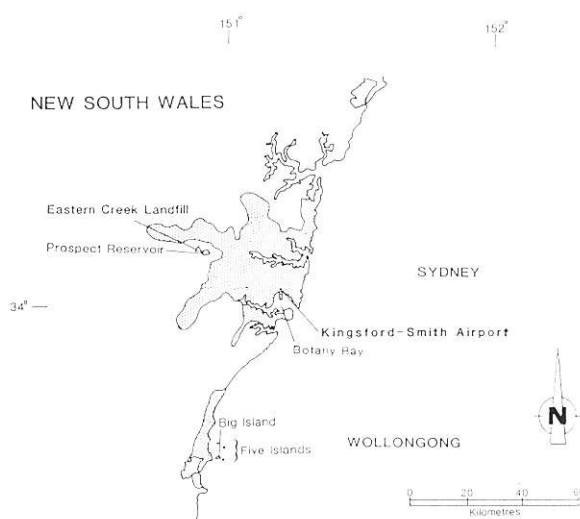 151°
152°
NEW SOUTH WALES
Eastern Creek Landfill
Prospect Reservoir
SYDNEY
34°
Kingsford-Smith Airport
Botany Bay
Big Island
Five Islands
WOLLONGONG
N
0 20 40 60
Kilometres